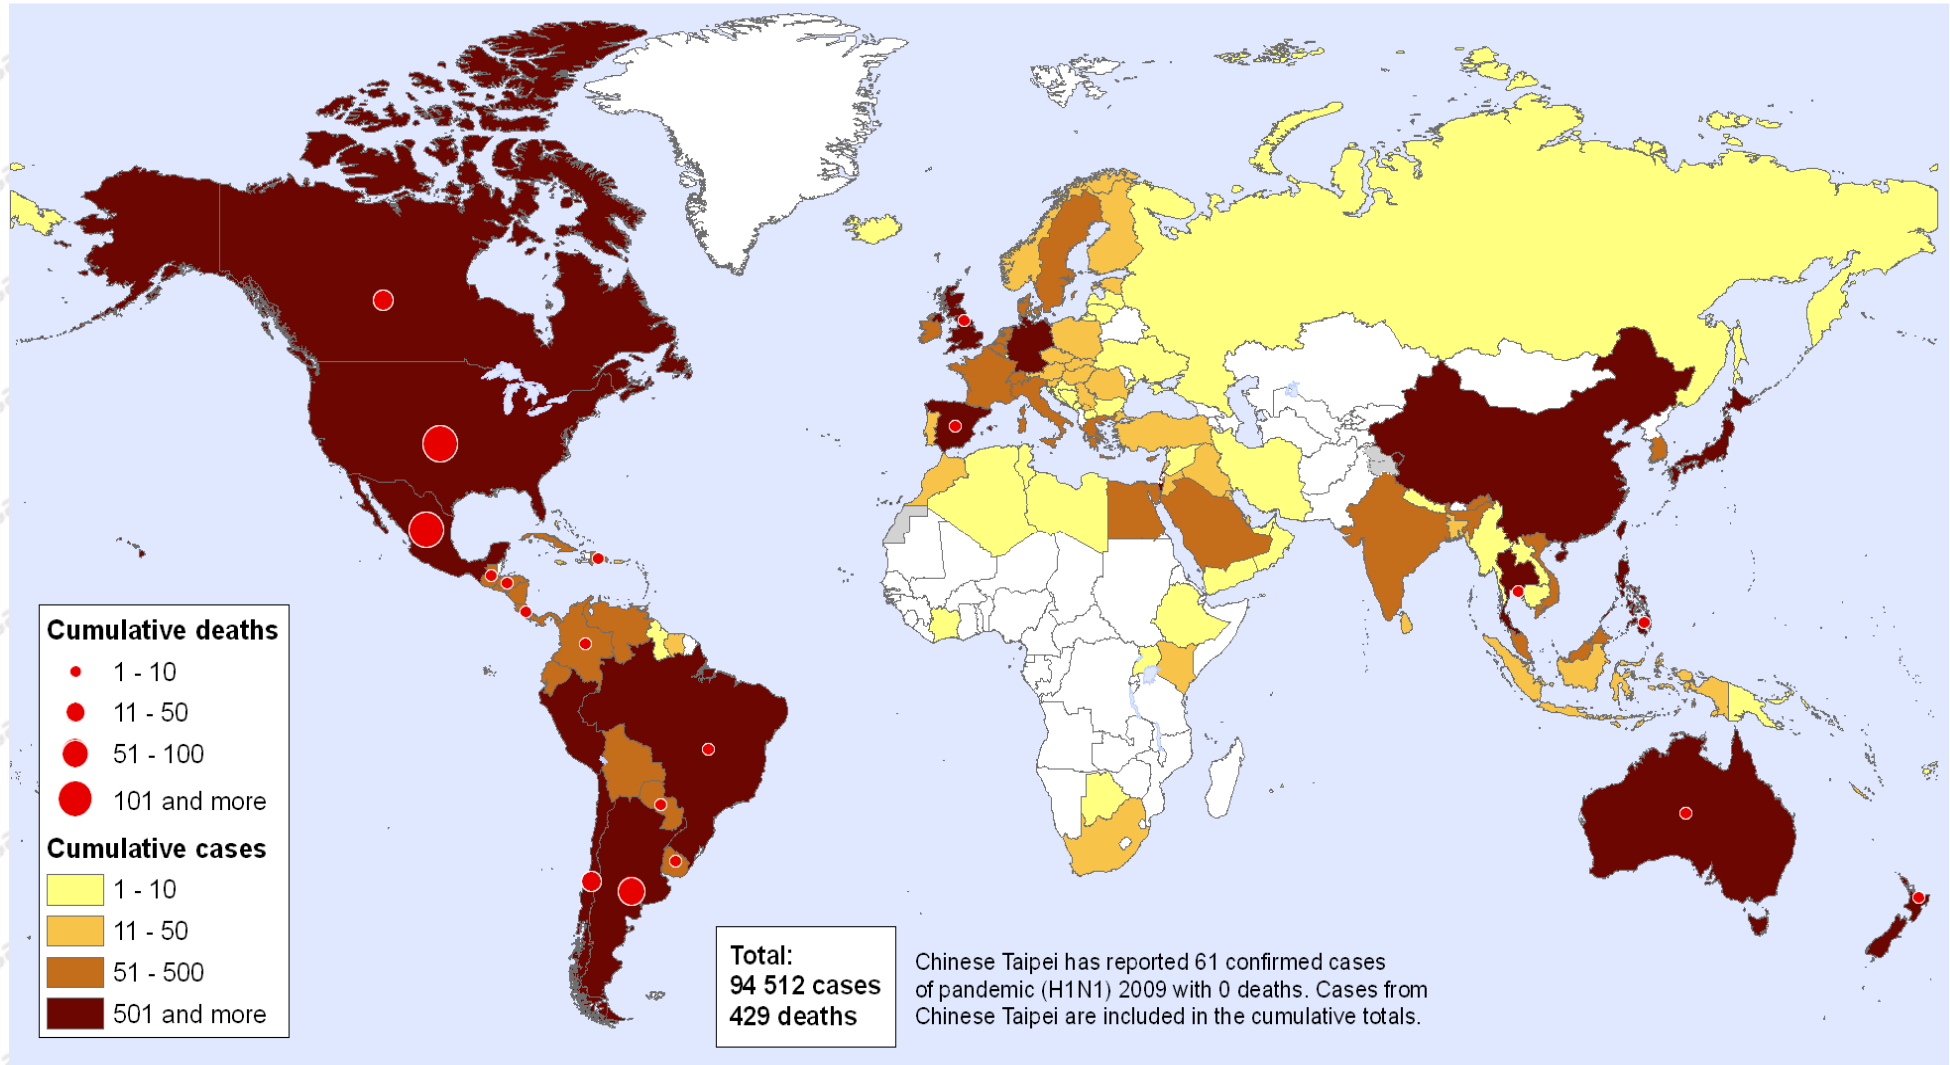 Cumulative deaths
1 - 10
11 - 50
51 - 100
101 and more
Cumulative cases
1 - 10
11 - 50
51 - 500
501 and more
Total:
94 512 cases
429 deaths
Chinese Taipei has reported 61 confirmed cases
of pandemic (H1N1) 2009 with 0 deaths. Cases from
Chinese Taipei are included in the cumulative totals.